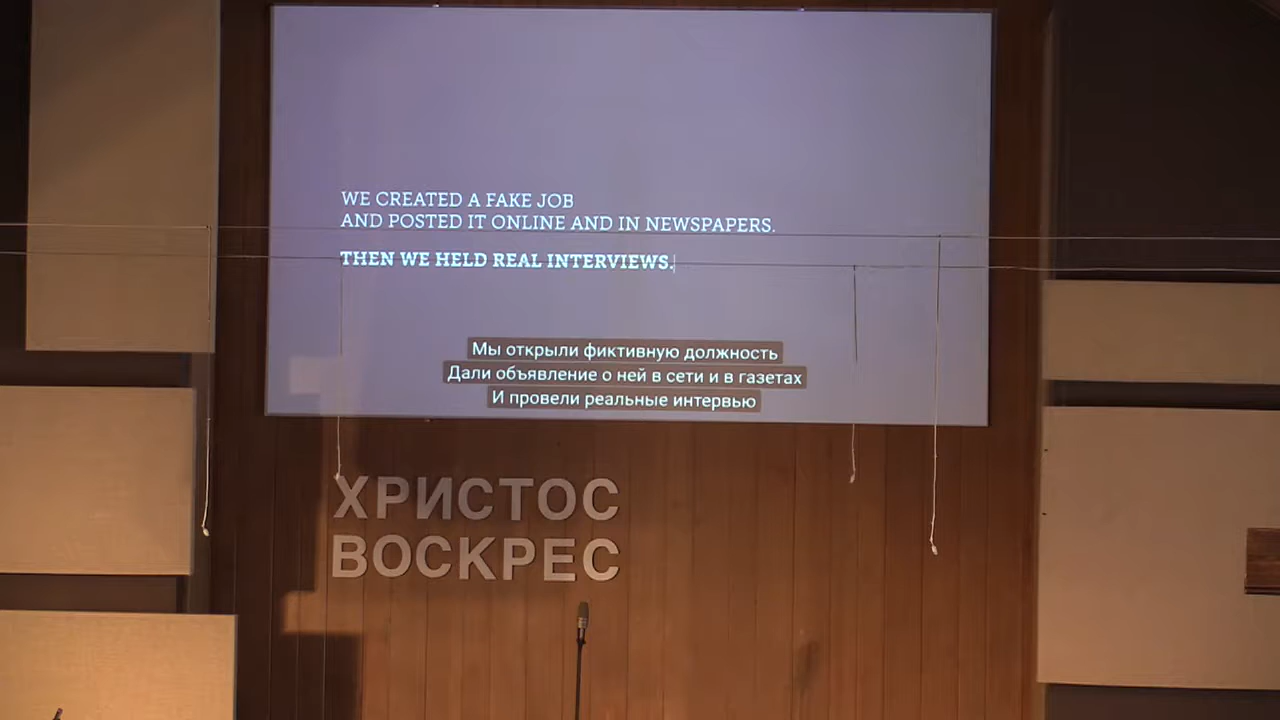 WE CREATED A FAKE JOB
AND POSTED IT ONLINE AND IN NEWSPAPERS.
THEN WE HELD REAL INTERVIEWS.
Мы открыли фиктивную должность
Дали объявление о ней в сети и в газетах
И провели реальные интервью
ХРИСТОС
ВОСКРЕС